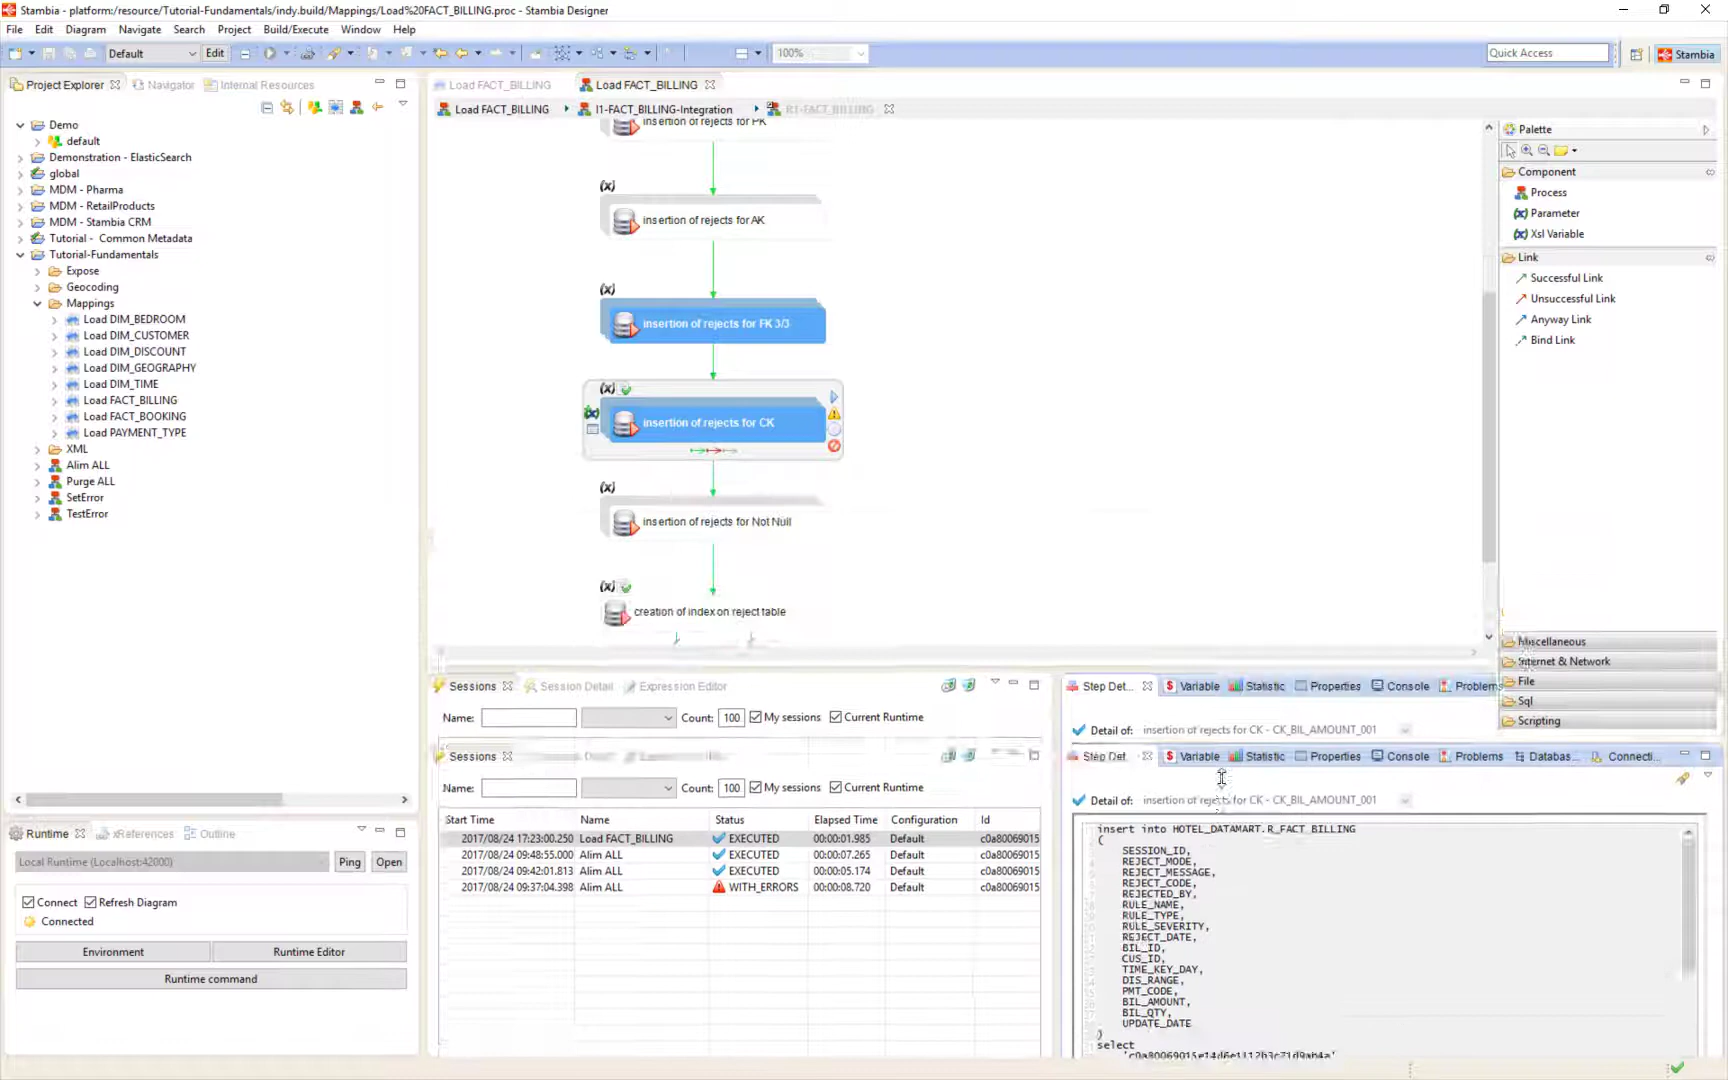 Stambia - platform:/resource/Tutorial-Fundamentals/indy.build/Mappings/Load%20FACT_BILLING.proc - Stambia Designer
File Edit Diagram Navigate Search Project Build/Execute Window Help
Default Edit 100% Quick Access Stambia
Project Explorer Navigator Internal Resources
Demo
default
Demonstration - ElasticSearch
global
MDM - Pharma
MDM - RetailProducts
MDM - Stambia CRM
Tutorial - Common Metadata
Tutorial-Fundamentals
Expose
Geocoding
Mappings
Load DIM_BEDROOM
Load DIM_CUSTOMER
Load DIM_DISCOUNT
Load DIM_GEOGRAPHY
Load DIM_TIME
Load FACT_BILLING
Load FACT_BOOKING
Load PAYMENT_TYPE
XML
Alim ALL
Purge ALL
SetError
TestError
Runtime xReferences Outline
Local Runtime (Localhost:42000) Ping Open
Connect Refresh Diagram
Connected
Environment Runtime Editor
Runtime command
Load FACT_BILLING Load FACT_BILLING
Load FACT_BILLING I1-FACT_BILLING-Integration R1-FACT_BILLING
insertion of rejects for PK
(x)
insertion of rejects for AK
(x)
insertion of rejects for FK 3/3
(x)
insertion of rejects for CK
(x)
insertion of rejects for Not Null
(x)
creation of index on reject table
Palette
Component
Process
(x) Parameter
(x) Xsl Variable
Link
Successful Link
Unsuccessful Link
Anyway Link
Bind Link
Miscellaneous
Internet & Network
File
Sql
Scripting
Sessions Session Detail Expression Editor
Name: Count: 100 My sessions Current Runtime
Sessions
Name: Count: 100 My sessions Current Runtime
Start Time Name Status Elapsed Time Configuration Id
2017/08/24 17:23:00.250 Load FACT_BILLING EXECUTED 00:00:01.985 Default c0a80069015
2017/08/24 09:48:55.000 Alim ALL EXECUTED 00:00:07.265 Default c0a80069015
2017/08/24 09:42:01.813 Alim ALL EXECUTED 00:00:05.174 Default c0a80069015
2017/08/24 09:37:04.398 Alim ALL WITH_ERRORS 00:00:08.720 Default c0a80069015
Step Det... Variable Statistic Properties Console Problems
Detail of: insertion of rejects for CK - CK_BIL_AMOUNT_001
Step Det Variable Statistic Properties Console Problems Databas... Connecti...
Detail of: insertion of rejects for CK - CK_BIL_AMOUNT_001
insert into HOTEL_DATAMART.R_FACT_BILLING
(
SESSION_ID,
REJECT_MODE,
REJECT_MESSAGE,
REJECT_CODE,
REJECTED_BY,
RULE_NAME,
RULE_TYPE,
RULE_SEVERITY,
REJECT_DATE,
BIL_ID,
CUS_ID,
TIME_KEY_DAY,
DIS_RANGE,
PMT_CODE,
BIL_AMOUNT,
BIL_QTY,
UPDATE_DATE
)
select